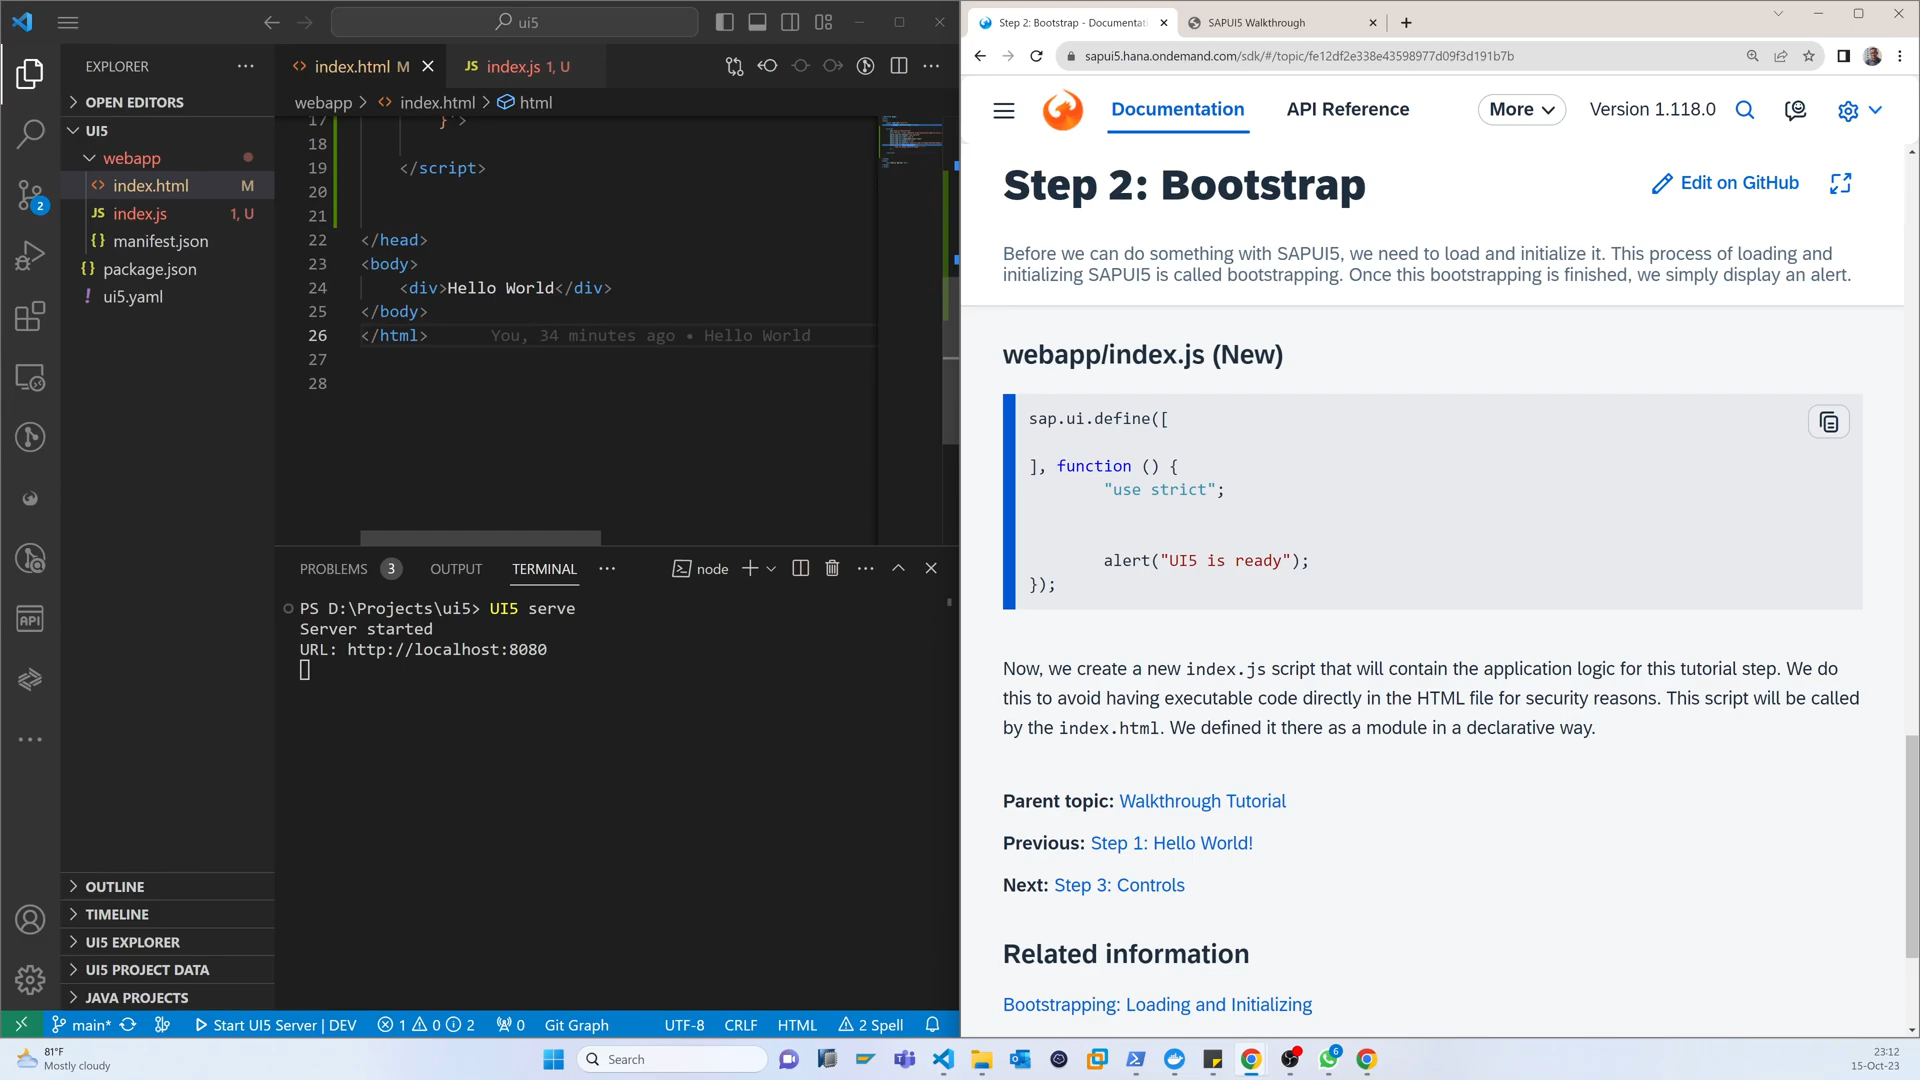 ui5
EXPLORER
OPEN EDITORS
UI5
webapp
index.html M
index.js 1, U
manifest.json
package.json
ui5.yaml
OUTLINE
TIMELINE
UI5 EXPLORER
UI5 PROJECT DATA
JAVA PROJECTS
2
API
index.html M
index.js 1, U
webapp > index.html > html
17 }`>
18
19 </script>
20
21
22 </head>
23 <body>
24 <div>Hello World</div>
25 </body>
26 </html> You, 34 minutes ago • Hello World
27
28
PROBLEMS 3 OUTPUT TERMINAL node
PS D:\Projects\ui5> UI5 serve
Server started
URL: http://localhost:8080
main* Start UI5 Server | DEV 1 0 2 0 Git Graph UTF-8 CRLF HTML 2 Spell
Step 2: Bootstrap - Documentat
SAPUI5 Walkthrough
sapui5.hana.ondemand.com/sdk/#/topic/fe12df2e338e43598977d09f3d191b7b
Documentation API Reference More Version 1.118.0
Step 2: Bootstrap
Edit on GitHub
Before we can do something with SAPUI5, we need to load and initialize it. This process of loading and
initializing SAPUI5 is called bootstrapping. Once this bootstrapping is finished, we simply display an alert.
webapp/index.js (New)
sap.ui.define([
], function () {
"use strict";
alert("UI5 is ready");
});
Now, we create a new index.js script that will contain the application logic for this tutorial step. We do
this to avoid having executable code directly in the HTML file for security reasons. This script will be called
by the index.html. We defined it there as a module in a declarative way.
Parent topic: Walkthrough Tutorial
Previous: Step 1: Hello World!
Next: Step 3: Controls
Related information
Bootstrapping: Loading and Initializing
81°F
Mostly cloudy
Search
6
23:12
15-Oct-23